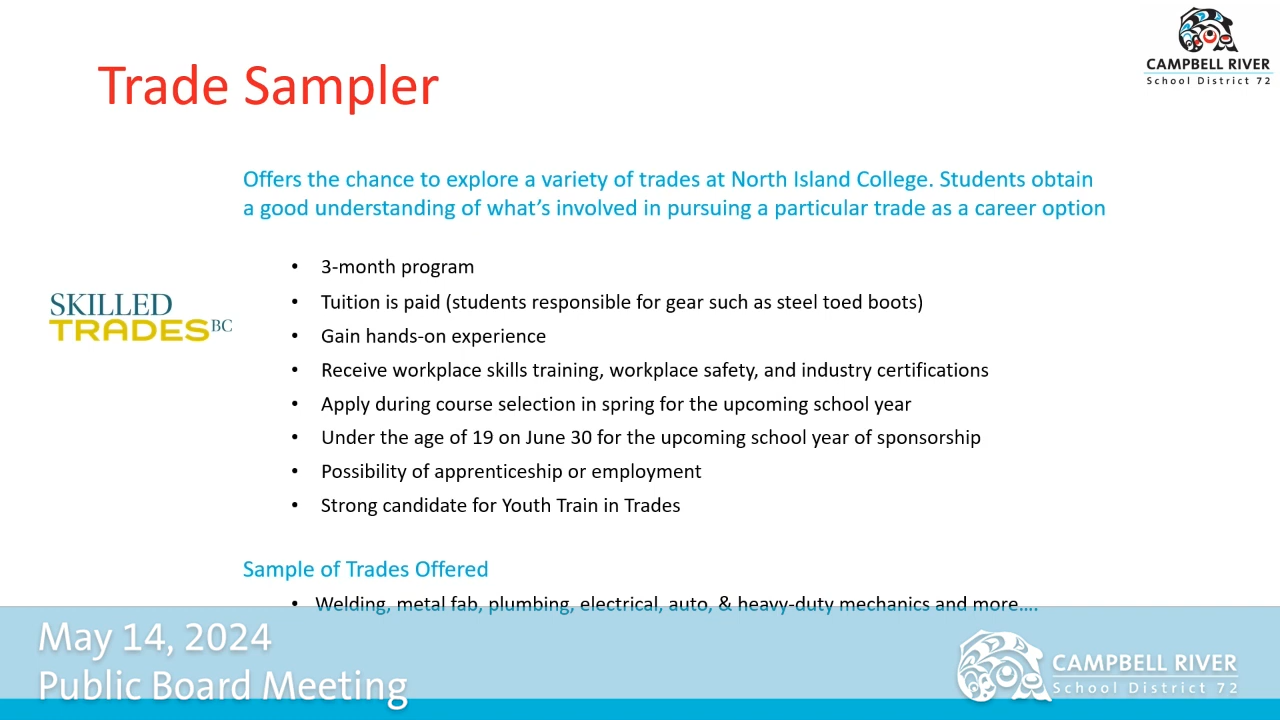 CAMPBELL RIVER
School District 72
Trade Sampler
Offers the chance to explore a variety of trades at North Island College. Students obtain
a good understanding of what's involved in pursuing a particular trade as a career option
• 3-month program
• Tuition is paid (students responsible for gear such as steel toed boots)
• Gain hands-on experience
• Receive workplace skills training, workplace safety, and industry certifications
• Apply during course selection in spring for the upcoming school year
• Under the age of 19 on June 30 for the upcoming school year of sponsorship
• Possibility of apprenticeship or employment
• Strong candidate for Youth Train in Trades
SKILLED
TRADES BC
Sample of Trades Offered
• Welding, metal fab, plumbing, electrical, auto, & heavy-duty mechanics and more....
May 14, 2024
Public Board Meeting
CAMPBELL RIVER
School District 72